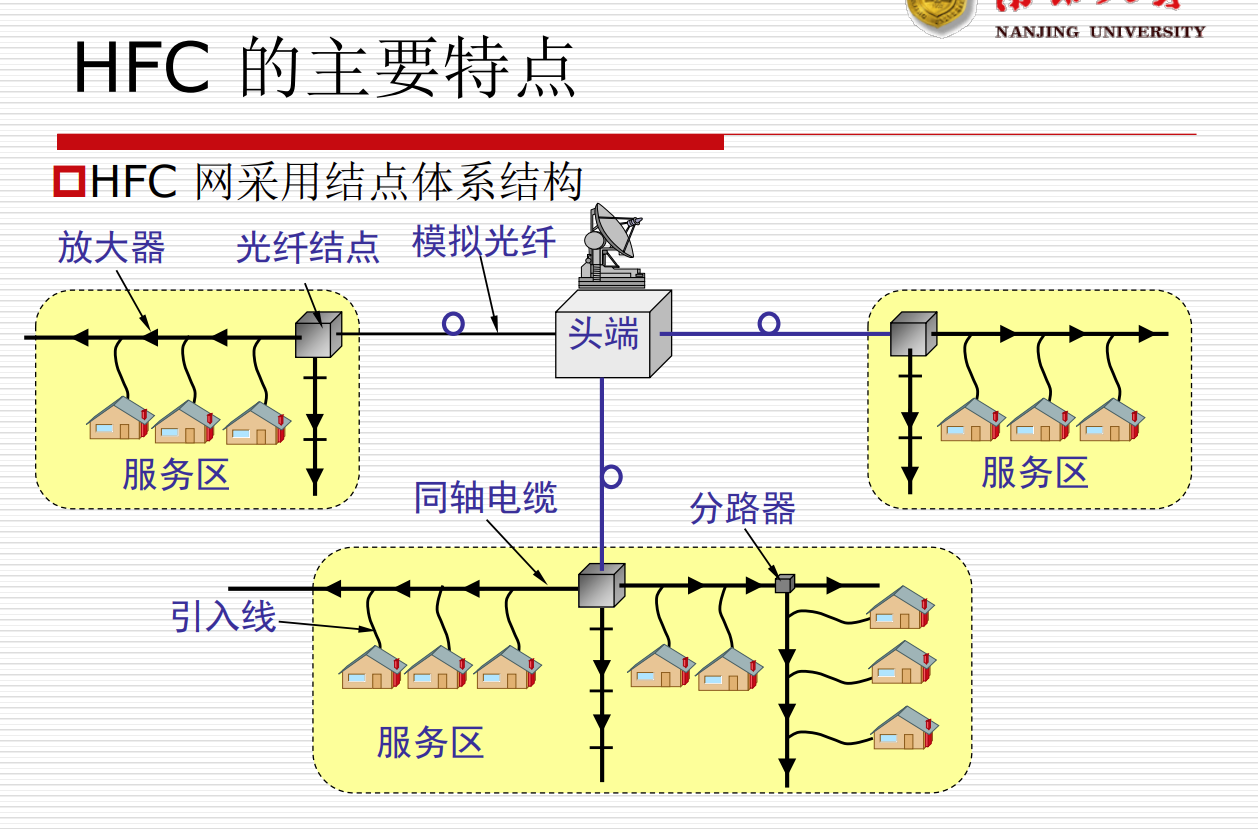 NANJING UNIVERSITY
HFC 的主要特点
HFC 网采用结点体系结构
放大器
光纤结点
模拟光纤
头端
服务区
服务区
同轴电缆
分路器
引入线
服务区